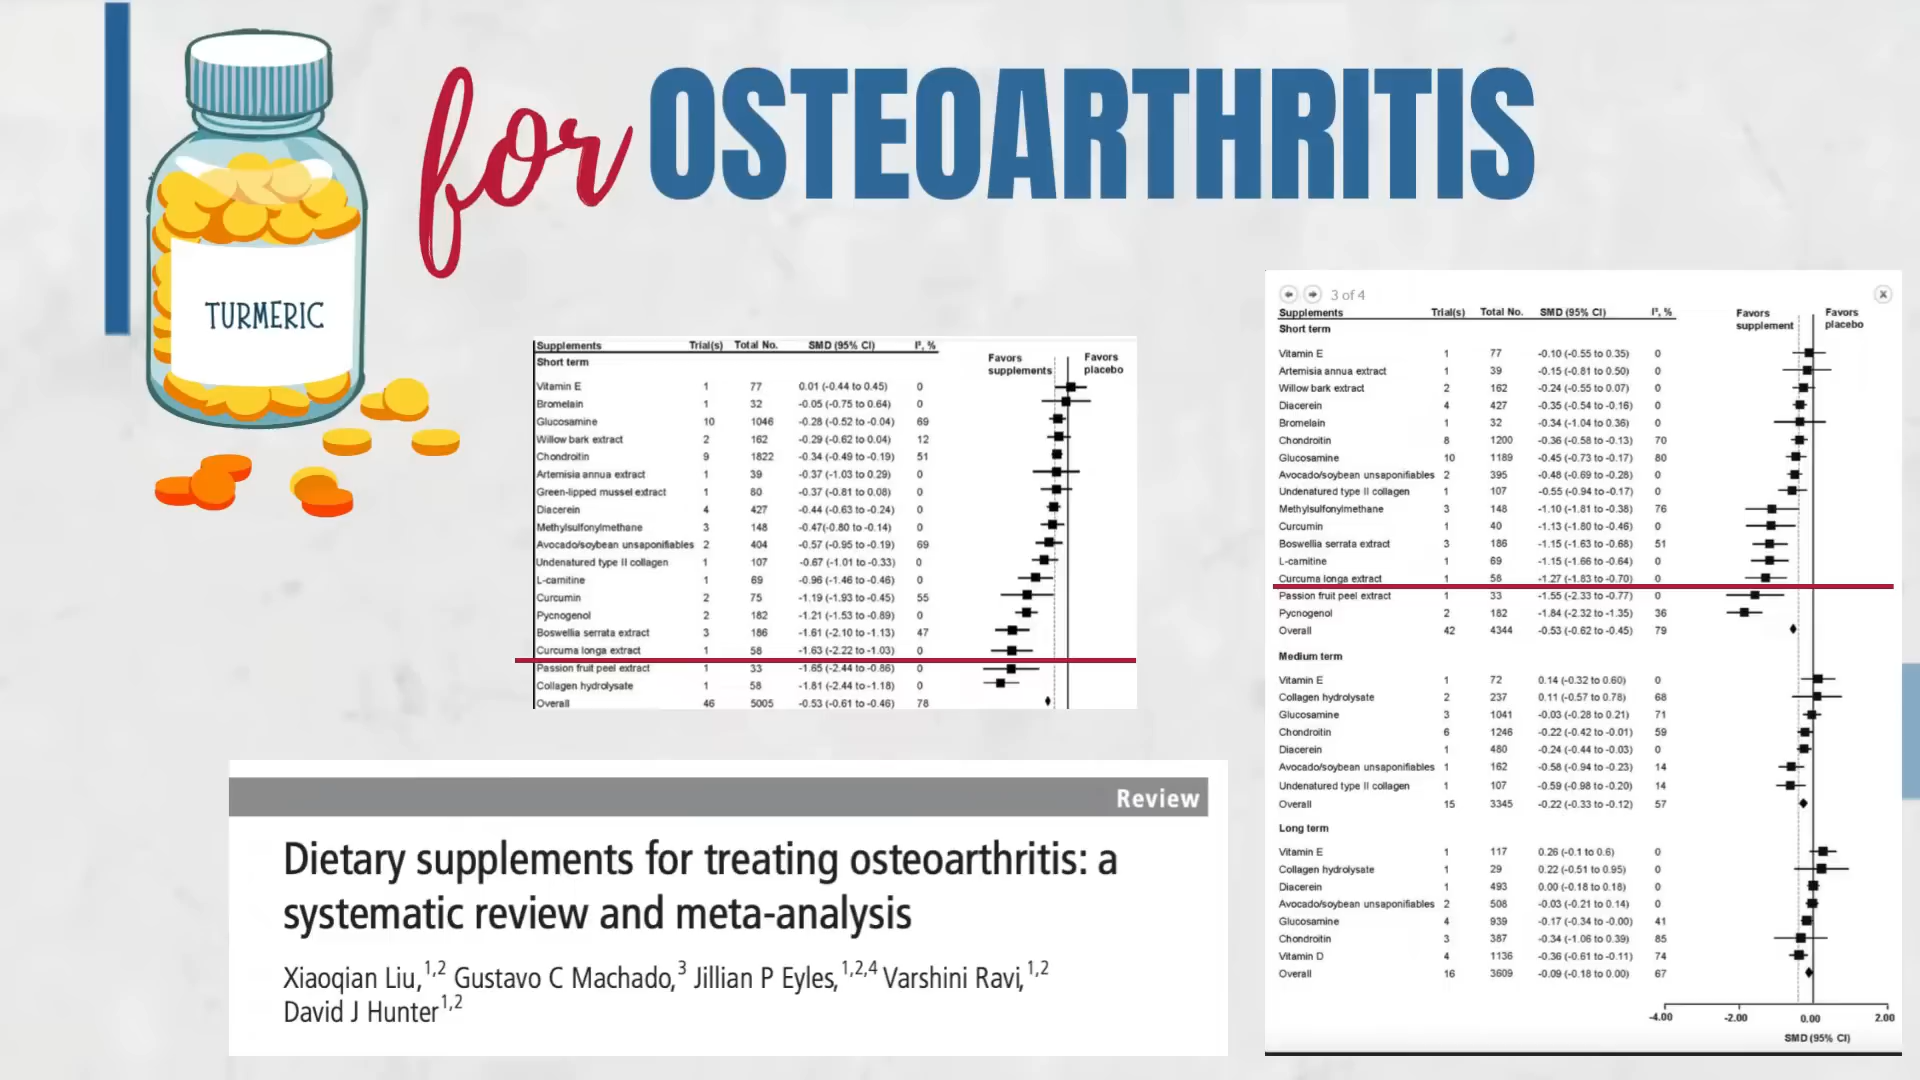 for OSTEOARTHRITIS
TURMERIC
Supplements Trial(s) Total No. SMD (95% CI) I², %
Short term
Favors supplements Favors placebo
Vitamin E 1 77 0.01 (-0.44 to 0.45) 0
Bromelain 1 32 -0.05 (-0.75 to 0.64) 0
Glucosamine 10 1046 -0.28 (-0.52 to -0.04) 69
Willow bark extract 2 162 -0.29 (-0.62 to 0.04) 12
Chondroitin 9 1822 -0.34 (-0.49 to -0.19) 51
Artemisia annua extract 1 39 -0.37 (-1.03 to 0.29) 0
Green-lipped mussel extract 1 80 -0.37 (-0.81 to 0.08) 0
Diacerein 4 427 -0.44 (-0.63 to -0.24) 0
Methylsulfonylmethane 3 148 -0.47(-0.80 to -0.14) 0
Avocado/soybean unsaponifiables 2 404 -0.57 (-0.95 to -0.19) 69
Undenatured type II collagen 1 107 -0.67 (-1.01 to -0.33) 0
L-carnitine 1 69 -0.96 (-1.46 to -0.46) 0
Curcumin 2 75 -1.19 (-1.93 to -0.45) 55
Pycnogenol 2 182 -1.21 (-1.53 to -0.89) 0
Boswellia serrata extract 3 186 -1.61 (-2.10 to -1.13) 47
Curcuma longa extract 1 58 -1.63 (-2.22 to -1.03) 0
Passion fruit peel extract 1 33 -1.65 (-2.44 to -0.86) 0
Collagen hydrolysate 1 58 -1.81 (-2.44 to -1.18) 0
Overall 46 5005 -0.53 (-0.61 to -0.46) 78
3 of 4
Supplements Trial(s) Total No. SMD (95% CI) I², %
Favors supplement Favors placebo
Short term
Vitamin E 1 77 -0.10 (-0.55 to 0.35) 0
Artemisia annua extract 1 39 -0.15 (-0.81 to 0.50) 0
Willow bark extract 2 162 -0.24 (-0.55 to 0.07) 0
Diacerein 4 427 -0.35 (-0.54 to -0.16) 0
Bromelain 1 32 -0.34 (-1.04 to 0.36) 0
Chondroitin 8 1200 -0.36 (-0.58 to -0.13) 70
Glucosamine 10 1189 -0.45 (-0.73 to -0.17) 80
Avocado/soybean unsaponifiables 2 395 -0.48 (-0.69 to -0.28) 0
Undenatured type II collagen 1 107 -0.55 (-0.94 to -0.17) 0
Methylsulfonylmethane 3 148 -1.10 (-1.81 to -0.38) 76
Curcumin 1 40 -1.13 (-1.80 to -0.46) 0
Boswellia serrata extract 3 186 -1.15 (-1.63 to -0.68) 51
L-carnitine 1 69 -1.15 (-1.66 to -0.64) 0
Curcuma longa extract 1 58 -1.27 (-1.83 to -0.70) 0
Passion fruit peel extract 1 33 -1.55 (-2.33 to -0.77) 0
Pycnogenol 2 182 -1.84 (-2.32 to -1.35) 36
Overall 42 4344 -0.53 (-0.62 to -0.45) 79
Medium term
Vitamin E 1 72 0.14 (-0.32 to 0.60) 0
Collagen hydrolysate 2 237 0.11 (-0.57 to 0.78) 68
Glucosamine 3 1041 -0.03 (-0.28 to 0.21) 71
Chondroitin 6 1246 -0.22 (-0.42 to -0.01) 59
Diacerein 1 480 -0.24 (-0.44 to -0.03) 0
Avocado/soybean unsaponifiables 1 162 -0.58 (-0.94 to -0.23) 14
Undenatured type II collagen 1 107 -0.59 (-0.98 to -0.20) 14
Overall 15 3345 -0.22 (-0.33 to -0.12) 57
Long term
Vitamin E 1 117 0.26 (-0.1 to 0.6) 0
Collagen hydrolysate 1 29 0.22 (-0.51 to 0.95) 0
Diacerein 1 493 0.00 (-0.18 to 0.18) 0
Avocado/soybean unsaponifiables 2 508 -0.03 (-0.21 to 0.14) 0
Glucosamine 4 939 -0.17 (-0.34 to -0.00) 41
Chondroitin 3 387 -0.34 (-1.06 to 0.39) 85
Vitamin D 4 1136 -0.36 (-0.61 to -0.11) 74
Overall 16 3609 -0.09 (-0.18 to 0.00) 67
-4.00 -2.00 0.00 2.00
SMD (95% CI)
Review
Dietary supplements for treating osteoarthritis: a
systematic review and meta-analysis
Xiaoqian Liu,1,2 Gustavo C Machado,3 Jillian P Eyles,1,2,4 Varshini Ravi,1,2
David J Hunter1,2